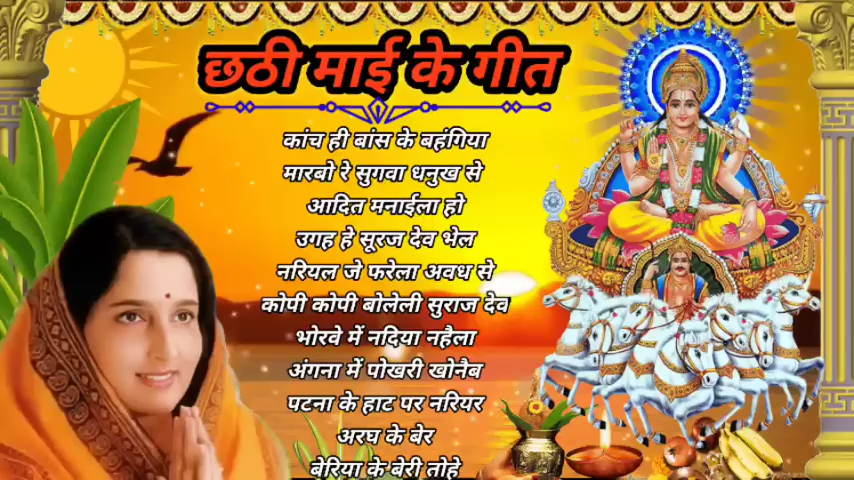 छठी माई के गीत
कांच ही बांस के बहंगिया
मारबो रे सुगवा धनुख से
आदित मनाईला हो
उगह हे सूरज देव भेल
नरियल जे फरेला अवध से
कोपी कोपी बोलेली सुराज देव
भोरवे में नदिया नहैला
अंगना में पोखरी खोनैब
पटना के हाट पर नरियर
अरघ के बेर
बेरिया के बेरी तोहे